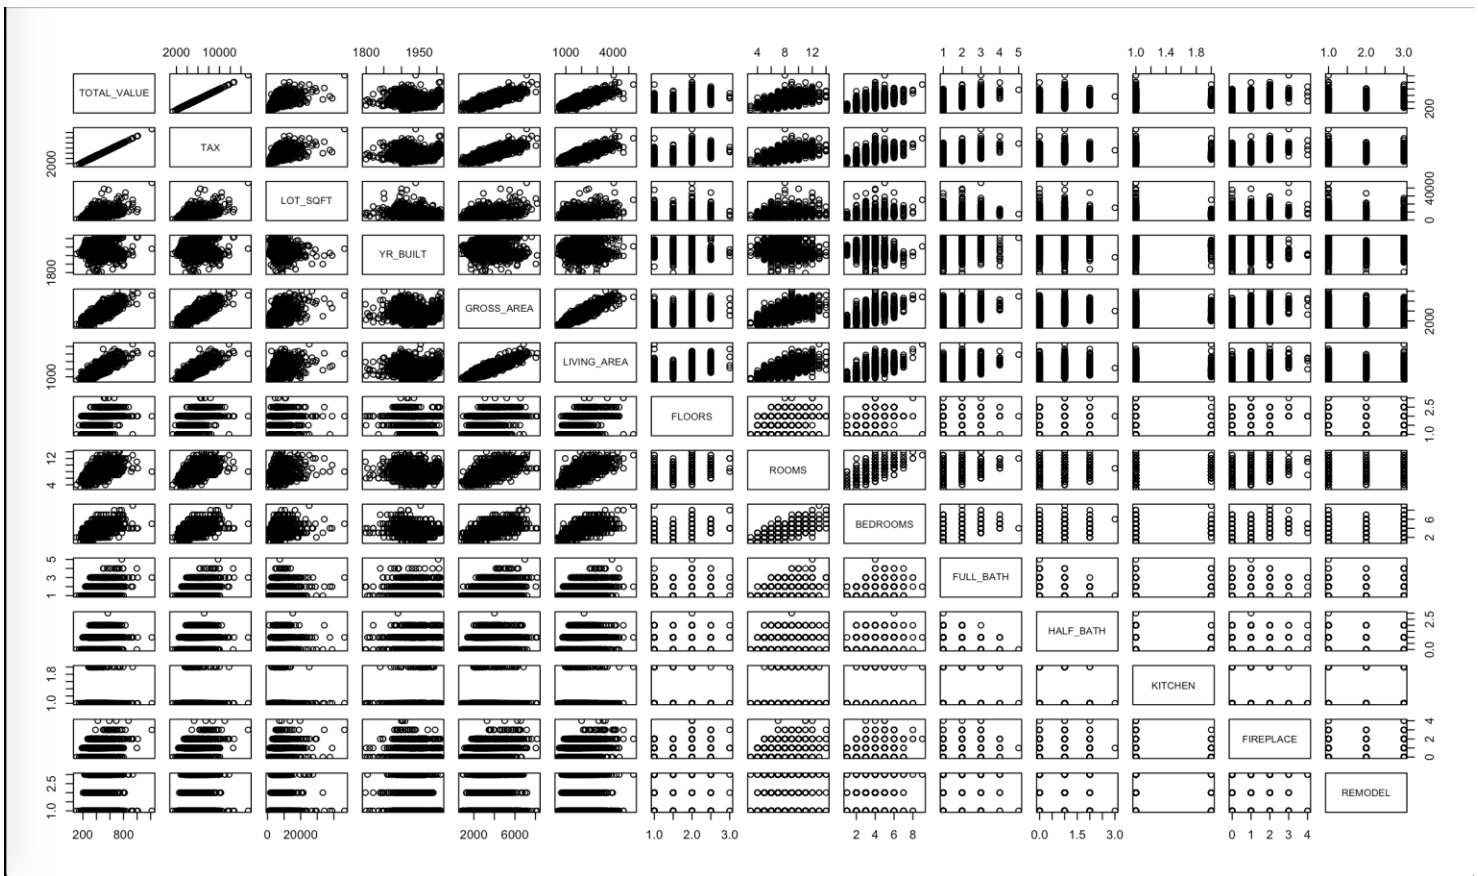 2000 10000 1800 1950 1000 4000 4 8 12 1 2 3 4 5 1.0 1.4 1.8 1.0 2.0 3.0
TOTAL_VALUE 200
2000 TAX
LOT_SQFT 0 40000
1800 YR_BUILT
GROSS_AREA 2000
1000 LIVING_AREA
FLOORS 1.0 2.5
4 12 ROOMS
BEDROOMS 2 6
1 3 5 FULL_BATH
HALF_BATH 0.0 2.5
1.0 1.8 KITCHEN
FIREPLACE 0 2 4
1.0 2.5 REMODEL
200 800 0 20000 2000 6000 1.0 2.0 3.0 2 4 6 8 0.0 1.5 3.0 0 1 2 3 4